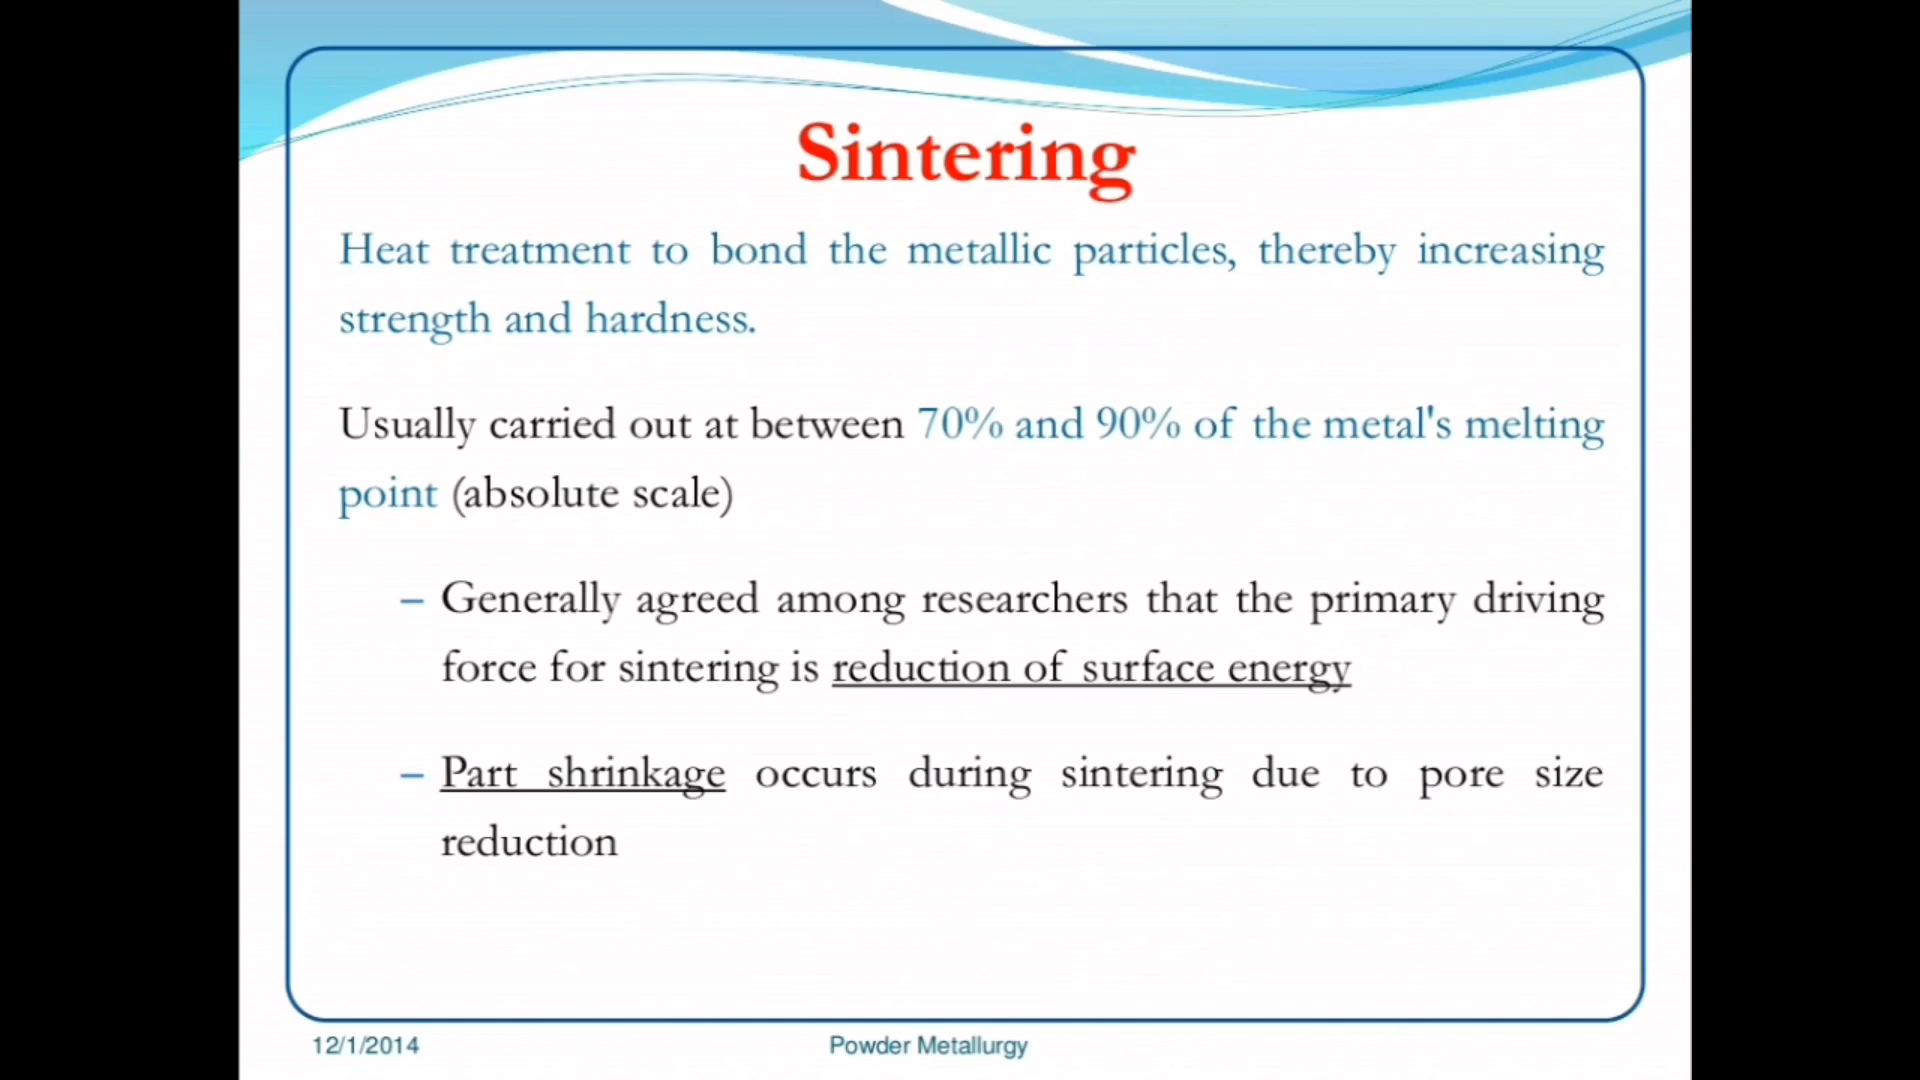 Sintering
Heat treatment to bond the metallic particles, thereby increasing
strength and hardness.
Usually carried out at between 70% and 90% of the metal's melting
point (absolute scale)
– Generally agreed among researchers that the primary driving
force for sintering is reduction of surface energy
– Part shrinkage occurs during sintering due to pore size
reduction
12/1/2014
Powder Metallurgy